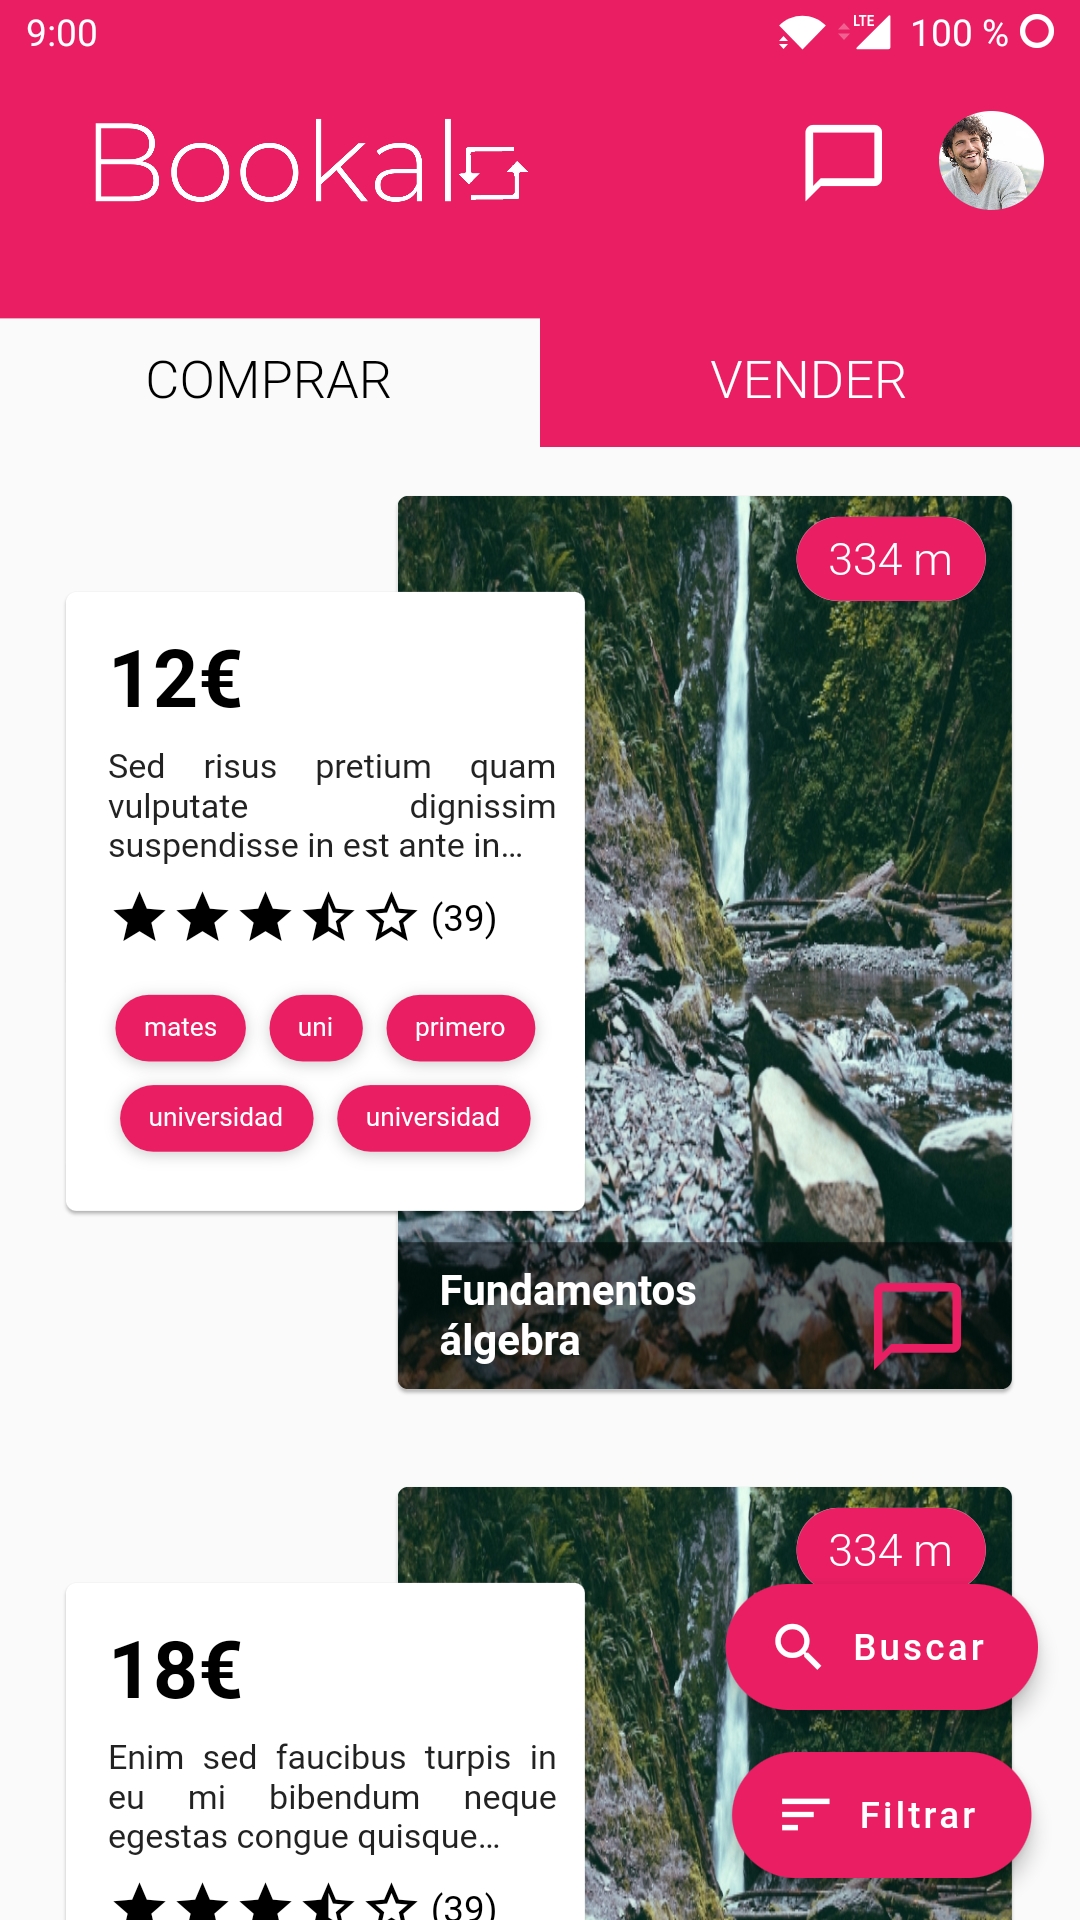 9:00
LTE
100 %
Bookal
COMPRAR
VENDER
334 m
12€
Sed risus pretium quam
vulputate dignissim
suspendisse in est ante in...
(39)
mates
uni
primero
universidad
universidad
Fundamentos
álgebra
334 m
18€
Buscar
Enim sed faucibus turpis in
eu mi bibendum neque
egestas congue quisque...
Filtrar
(39)